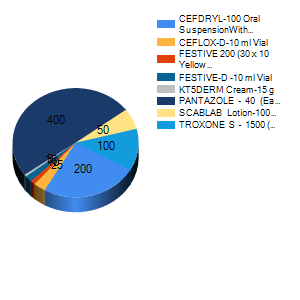 CEFDRYL-100 Oral
SuspensionWith...
CEFLOX-D-10 ml Vial
FESTIVE 200 (30 x 10
Yellow...
FESTIVE-D -10 ml Vial
KT5DERM Cream-15 g
PANTAZOLE - 40 (Ea...
SCABLAB Lotion-100...
TROXONE S - 1500 (...
400
50
100
200
25